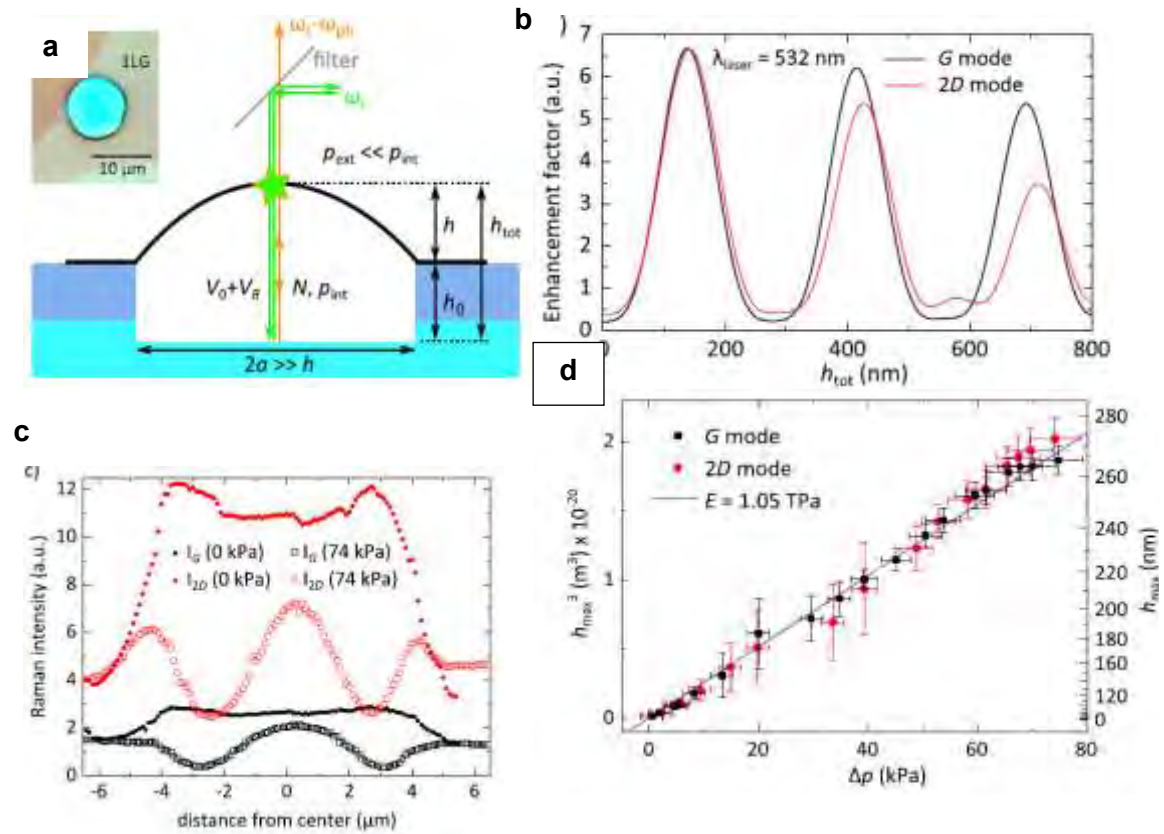 a
1LG
10 μm
filter
p_ext << p_int
h
h_tot
V_0+V_B
N, p_int
h_0
2a >> h
b
)
λ_laser = 532 nm
G mode
2D mode
Enhancement factor (a.u.)
7
6
5
4
3
2
1
0
0 200 400 600 800
h_tot (nm)
c
c)
Raman intensity (a.u.)
12
10
8
6
4
2
0
I_G (0 kPa) I_G (74 kPa)
I_2D (0 kPa) I_2D (74 kPa)
-6 -4 -2 0 2 4 6
distance from center (μm)
d
G mode
2D mode
E = 1.05 TPa
h_max^3 (m^3) x 10^-20
2
1
0
0 20 40 60 80
Δp (kPa)
280
260
240
220
200
180
160
120
0
h_max (nm)